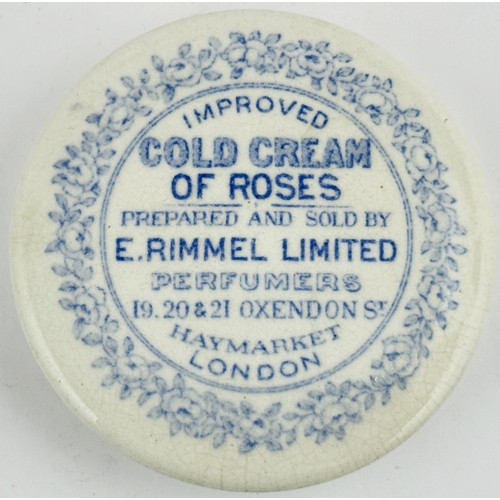 IMPROVED
COLD CREAM
OF ROSES
PREPARED AND SOLD BY
E. RIMMEL LIMITED
PERFUMERS
19. 20 & 21 OXENDON ST
HAYMARKET
LONDON